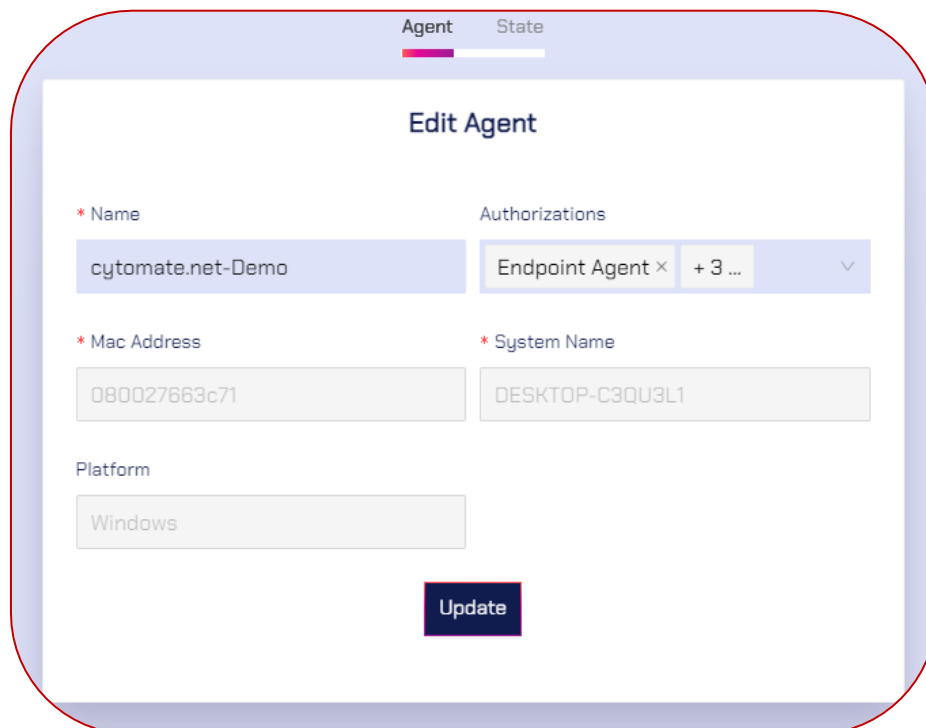 Agent State
Edit Agent
* Name
Authorizations
cytomate.net-Demo
Endpoint Agent × + 3 ...
* Mac Address
* System Name
080027663c71
DESKTOP-C3QU3L1
Platform
Windows
Update